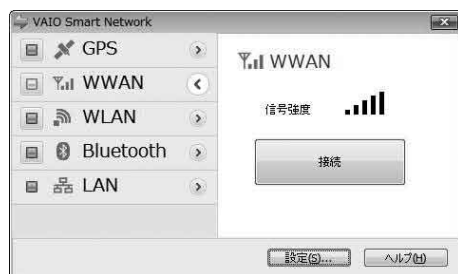 VAIO Smart Network
GPS
WWAN
WLAN
Bluetooth
LAN
WWAN
信号強度
接続
設定(S)...
ヘルプ(H)